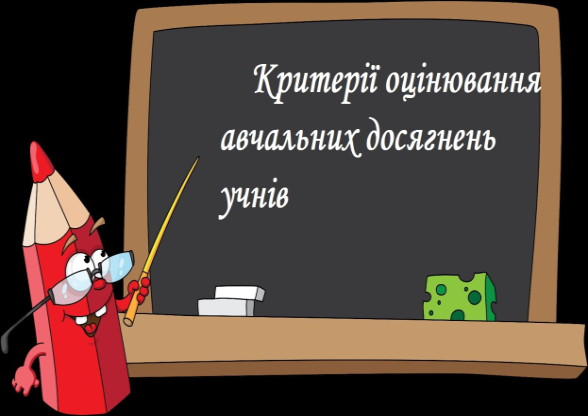 Критерії оцінювання
авчальних досягнень
учнів